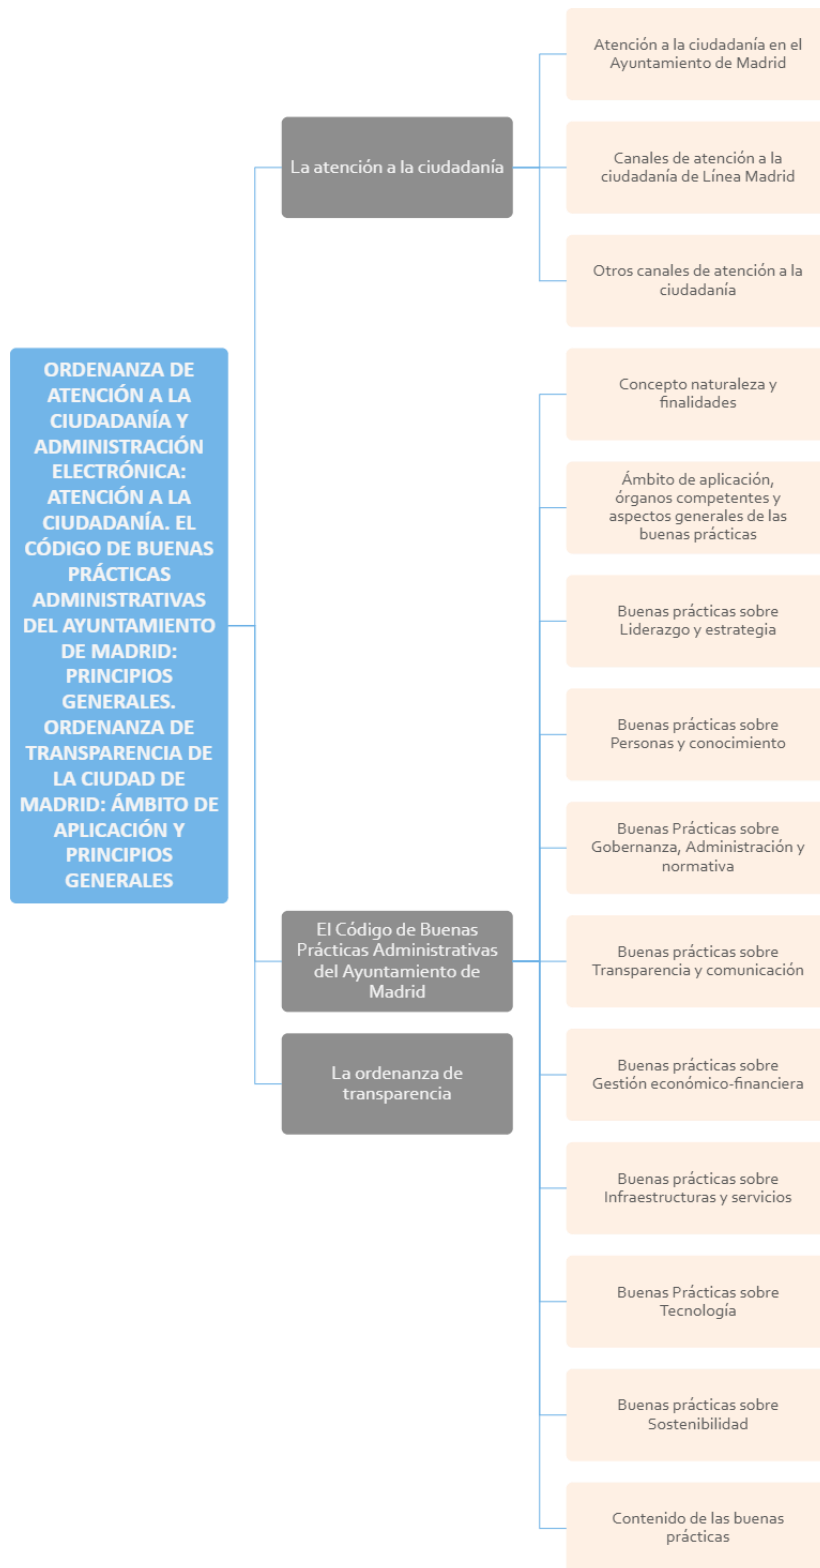 ORDENANZA DE
ATENCIÓN A LA
CIUDADANÍA Y
ADMINISTRACIÓN
ELECTRÓNICA:
ATENCIÓN A LA
CIUDADANÍA. EL
CÓDIGO DE BUENAS
PRÁCTICAS
ADMINISTRATIVAS
DEL AYUNTAMIENTO
DE MADRID:
PRINCIPIOS
GENERALES.
ORDENANZA DE
TRANSPARENCIA DE
LA CIUDAD DE
MADRID: ÁMBITO DE
APLICACIÓN Y
PRINCIPIOS
GENERALES
La atención a la ciudadanía
Atención a la ciudadanía en el
Ayuntamiento de Madrid
Canales de atención a la
ciudadanía de Línea Madrid
Otros canales de atención a la
ciudadanía
El Código de Buenas
Prácticas Administrativas
del Ayuntamiento de
Madrid
Concepto naturaleza y
finalidades
Ámbito de aplicación,
órganos competentes y
aspectos generales de las
buenas prácticas
Buenas prácticas sobre
Liderazgo y estrategia
Buenas prácticas sobre
Personas y conocimiento
Buenas Prácticas sobre
Gobernanza, Administración y
normativa
Buenas prácticas sobre
Transparencia y comunicación
Buenas prácticas sobre
Gestión económico-financiera
Buenas prácticas sobre
Infraestructuras y servicios
Buenas Prácticas sobre
Tecnología
Buenas prácticas sobre
Sostenibilidad
Contenido de las buenas
prácticas
La ordenanza de
transparencia